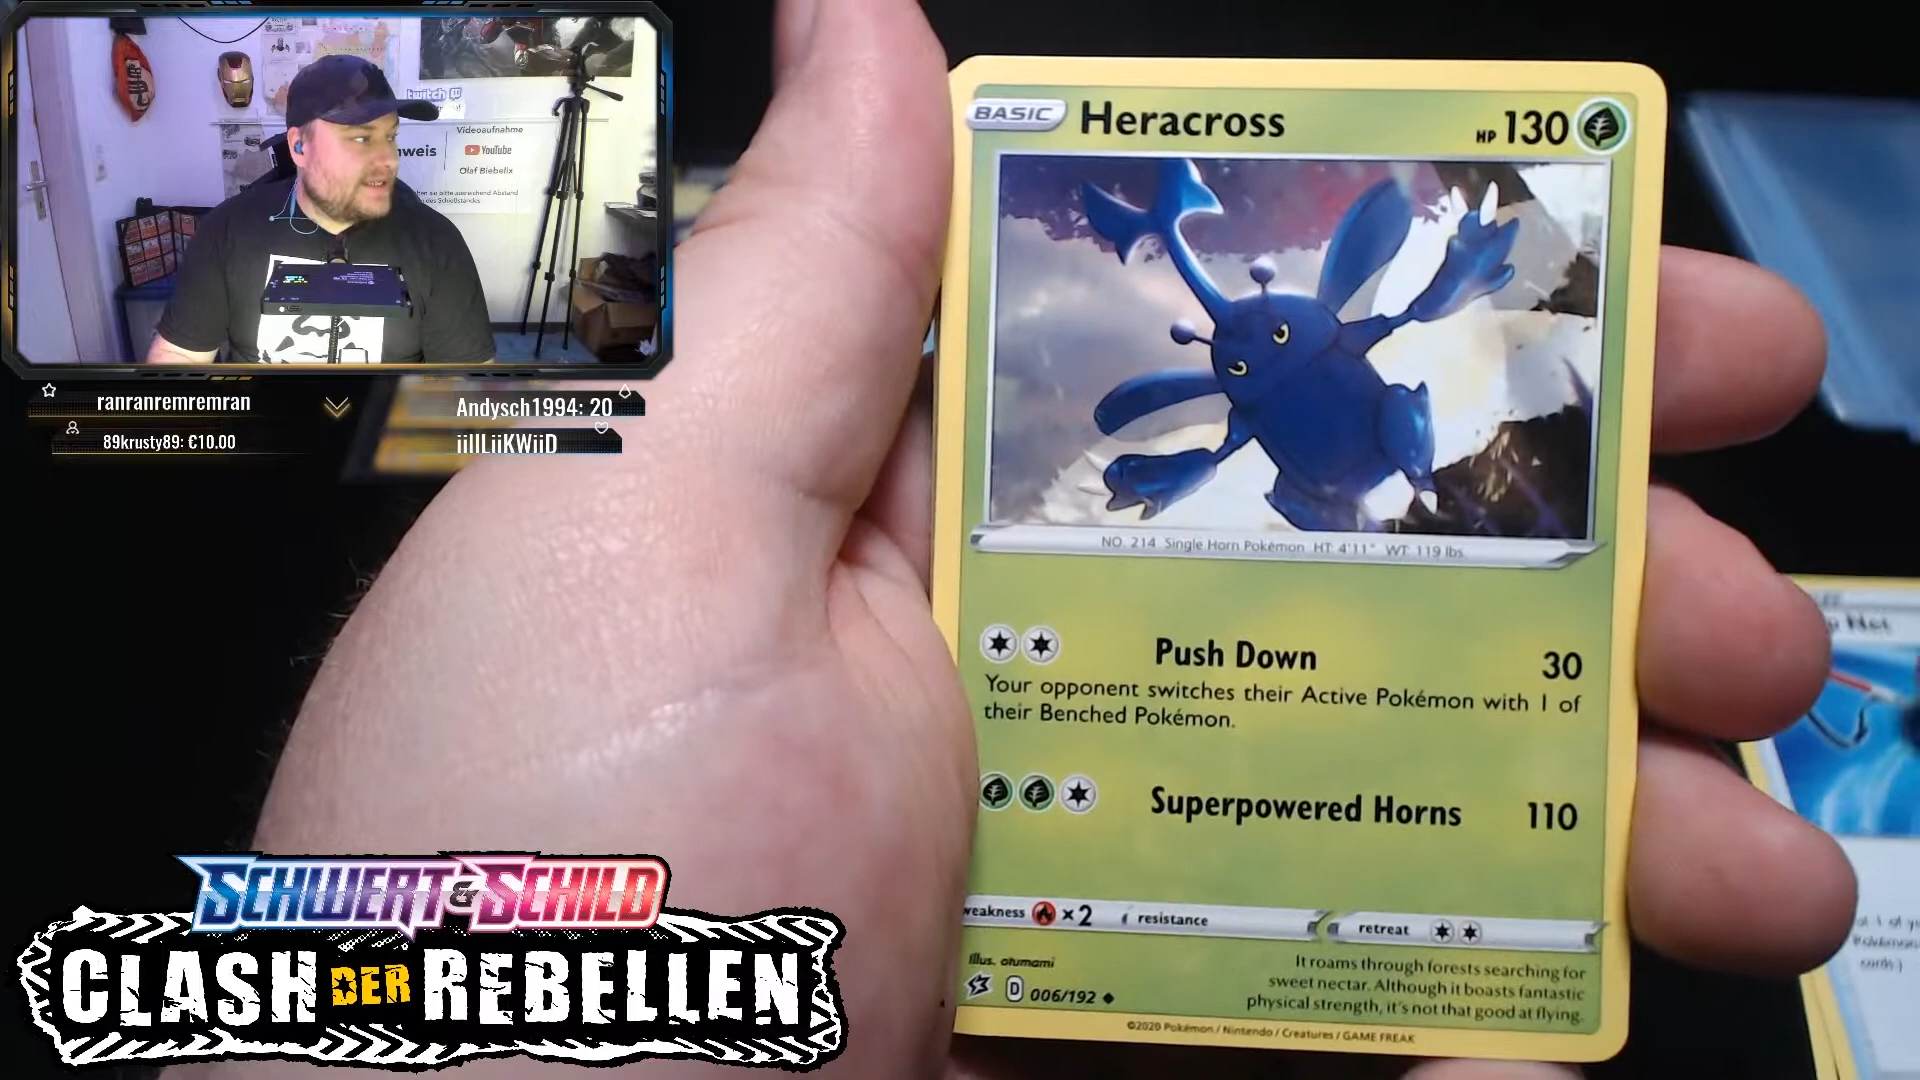 twitch
Videoaufnahme
YouTube
Olaf Biebelix
ranranremremran
89krusty89: €10.00
Andysch1994: 20
iiIILiiKWiiD
BASIC Heracross HP 130
NO. 214 Single Horn Pokémon HT: 4'11" WT: 119 lbs.
Push Down 30
Your opponent switches their Active Pokémon with 1 of
their Benched Pokémon.
Superpowered Horns 110
weakness ×2 resistance retreat
Illus. otumami
D 006/192
It roams through forests searching for
sweet nectar. Although it boasts fantastic
physical strength, it's not that good at flying.
©2020 Pokémon / Nintendo / Creatures / GAME FREAK
Net
SCHWERT & SCHILD
CLASH DER REBELLEN